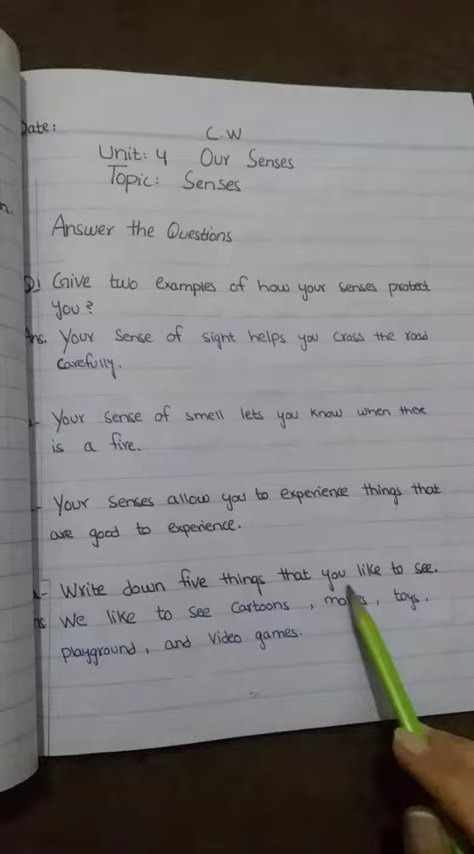 Date:
C.W
Unit: 4 Our Senses
Topic: Senses
Answer the Questions
Q1 Give two examples of how your senses protect
you?
Ans. Your sense of sight helps you cross the road
carefully.
Your sense of smell lets you know when thee
is a fire.
Your senses allow you to experience things that
are good to experience.
Write down five things that you like to see.
We like to see cartoons, , toys,
playground, and video games.